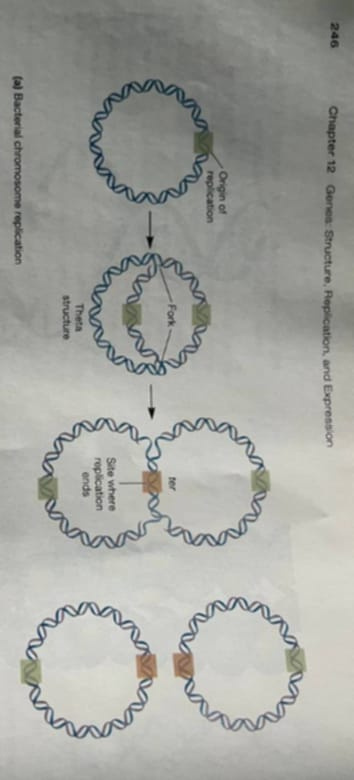 246 Chapter 12 Genes: Structure, Replication, and Expression
Origin of
replication
Fork
Theta
structure
ter
Site where
replication
ends
(a) Bacterial chromosome replication